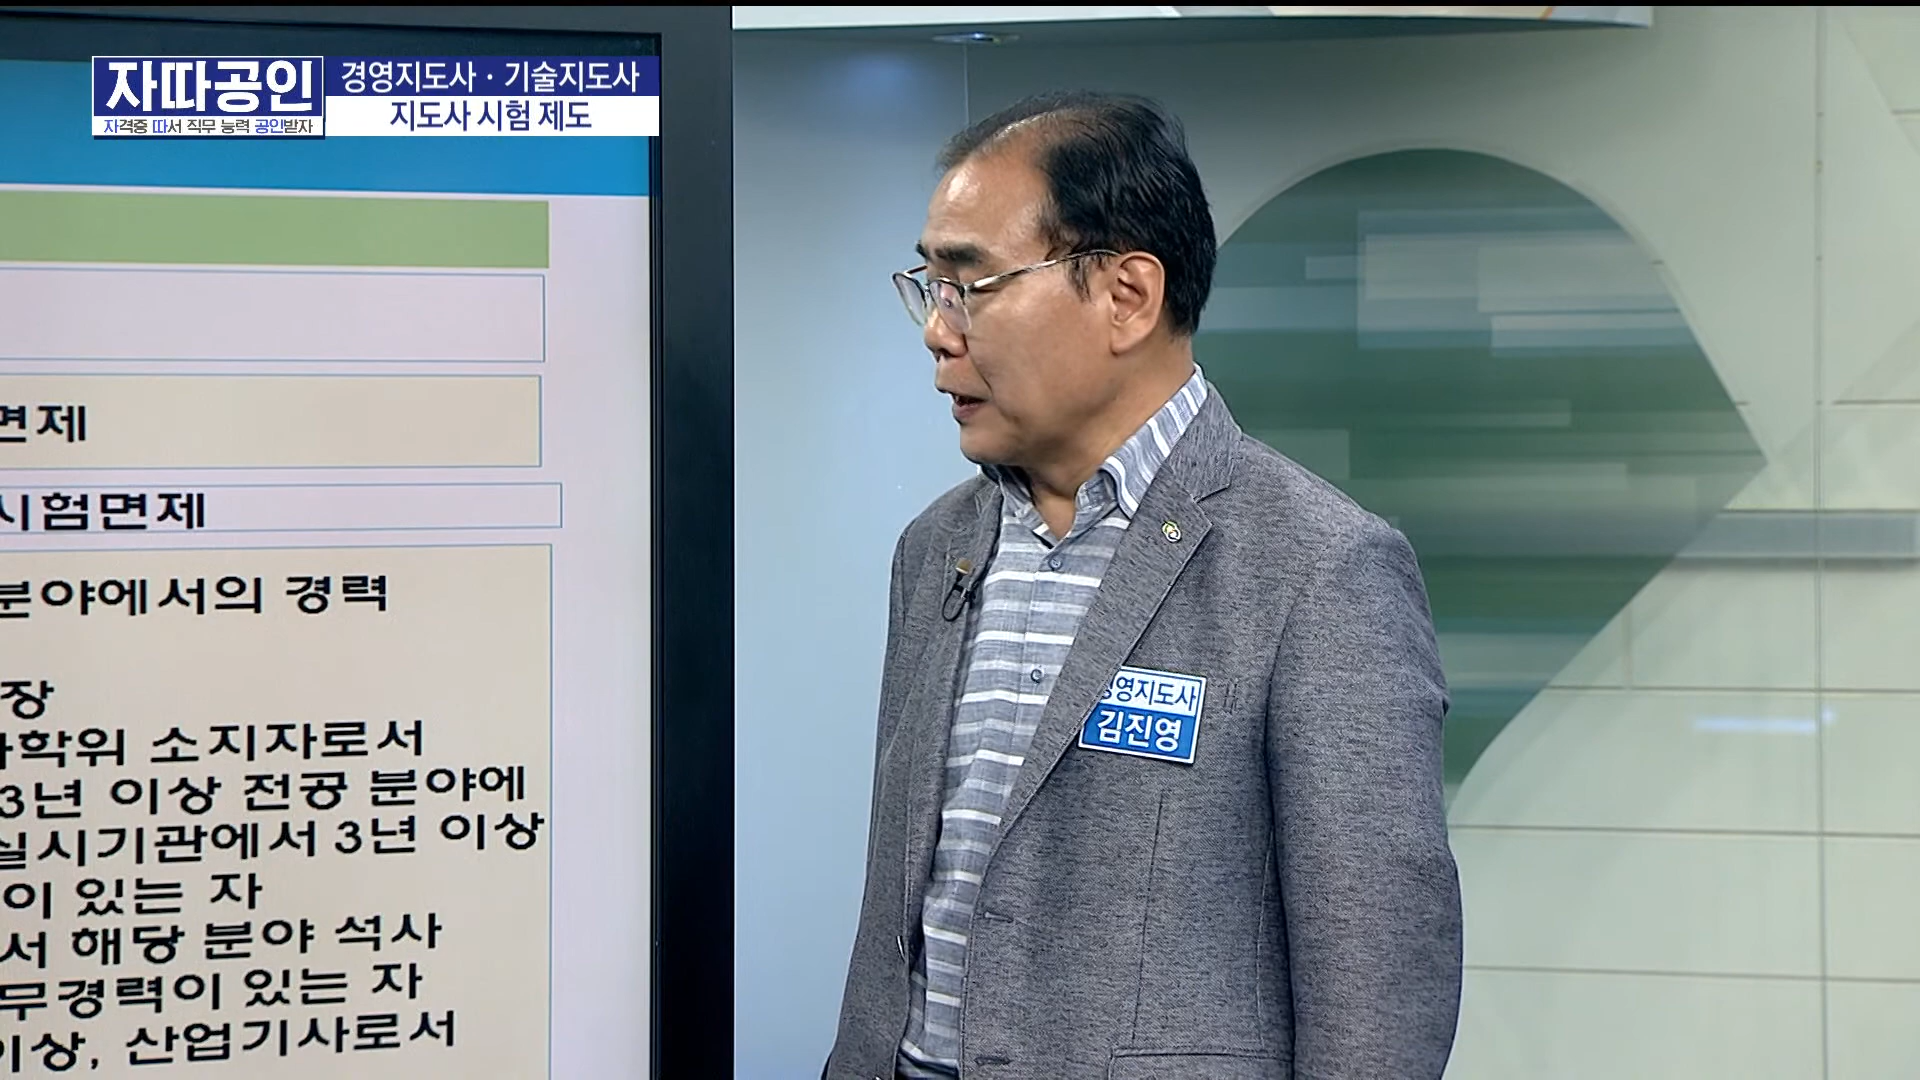 자따공인
자격증 따서 직무 능력 공인받자
경영지도사 · 기술지도사
지도사 시험 제도
면제
시험면제
분야에서의 경력
장
학위 소지자로서
3년 이상 전공 분야에
실시기관에서 3년 이상
이 있는 자
서 해당 분야 석사
무경력이 있는 자
이상, 산업기사로서
영지도사
김진영